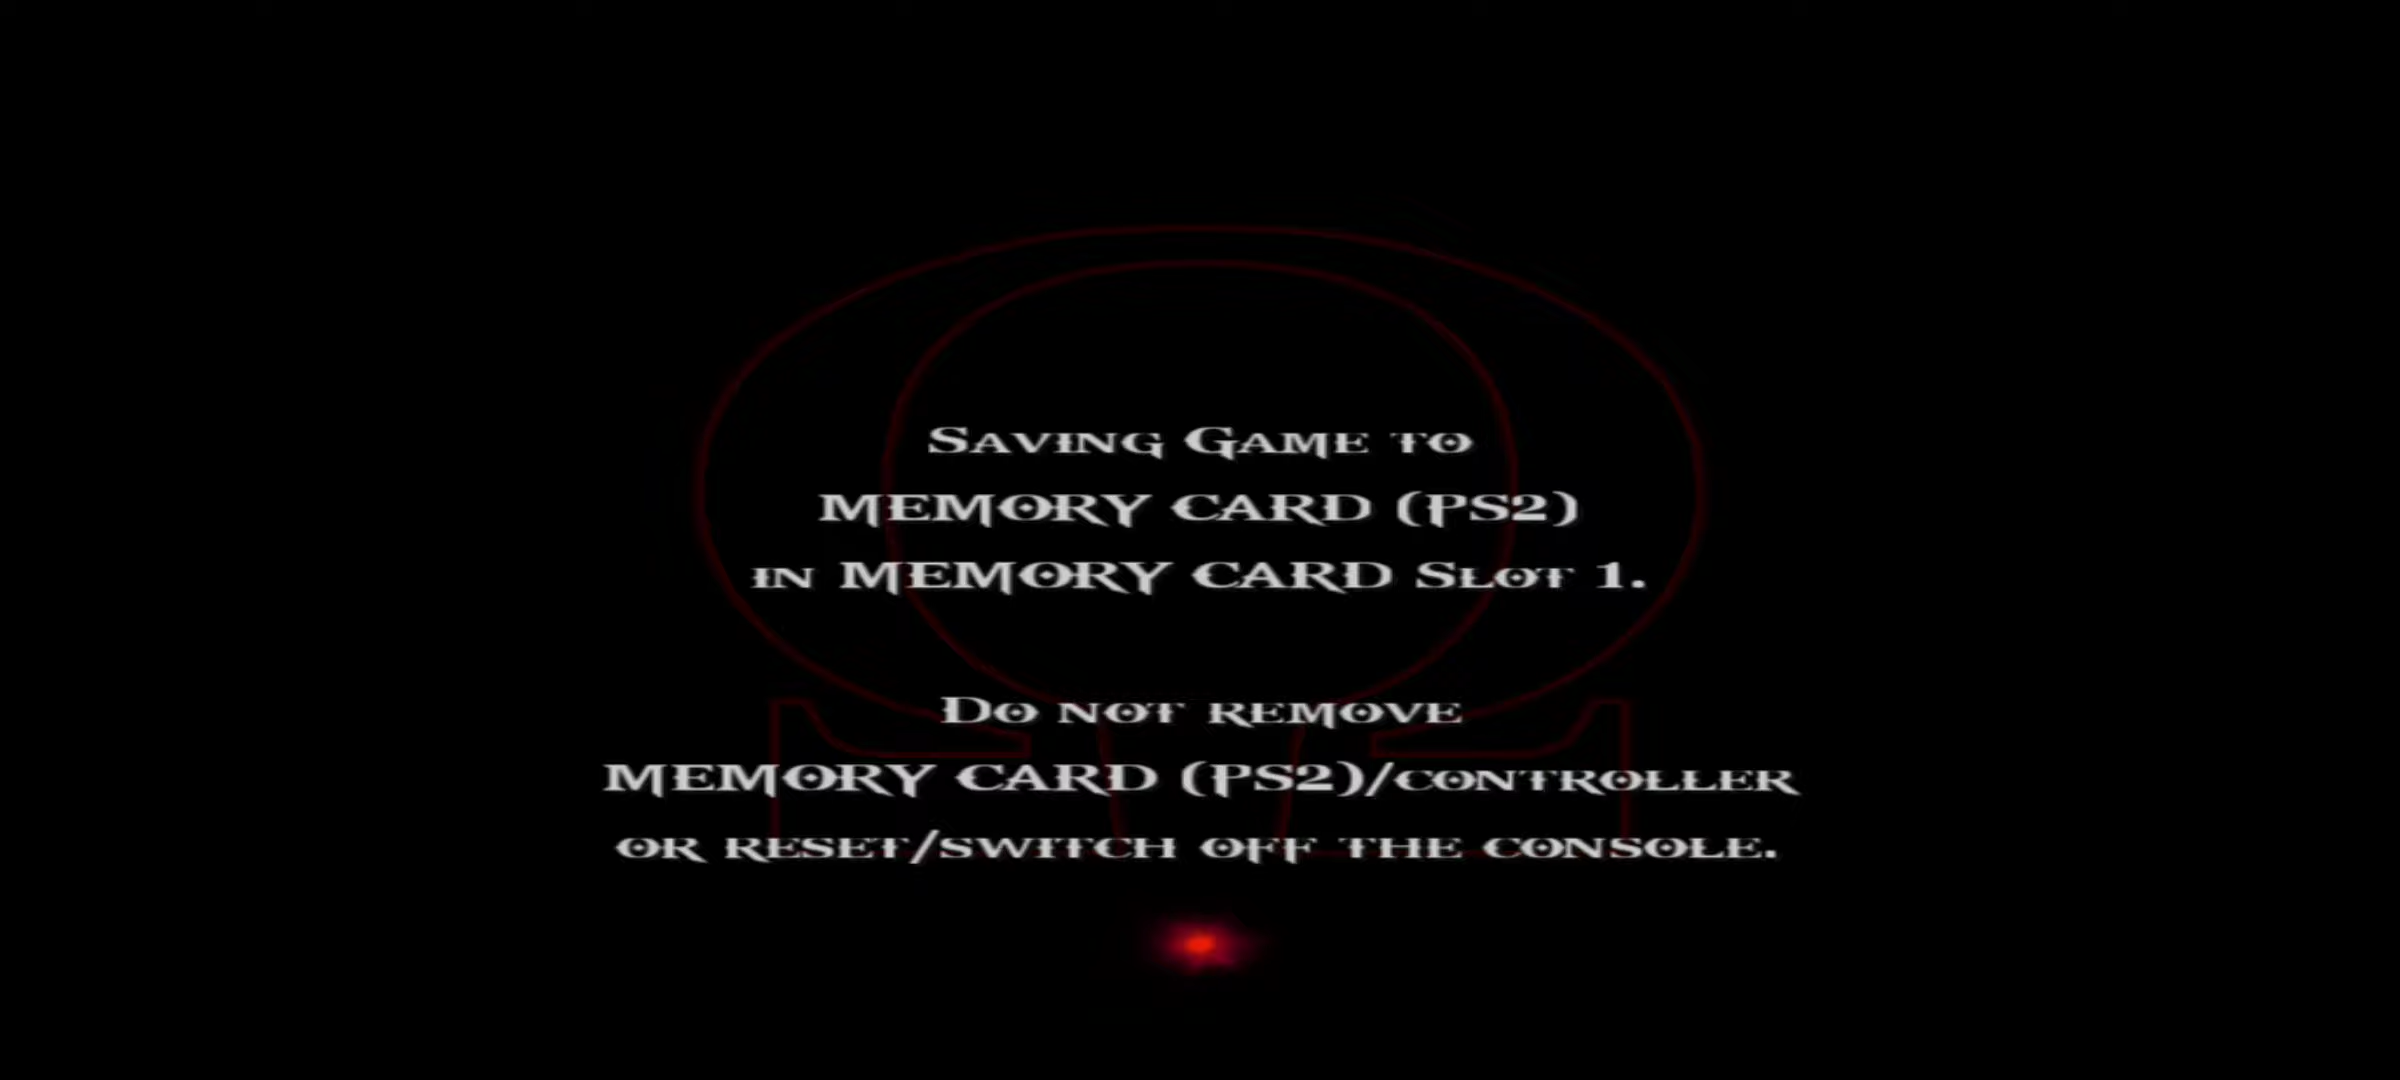 Saving Game to
MEMORY CARD (PS2)
in MEMORY CARD Slot 1.
Do not remove
MEMORY CARD (PS2)/controller
or reset/switch off the console.